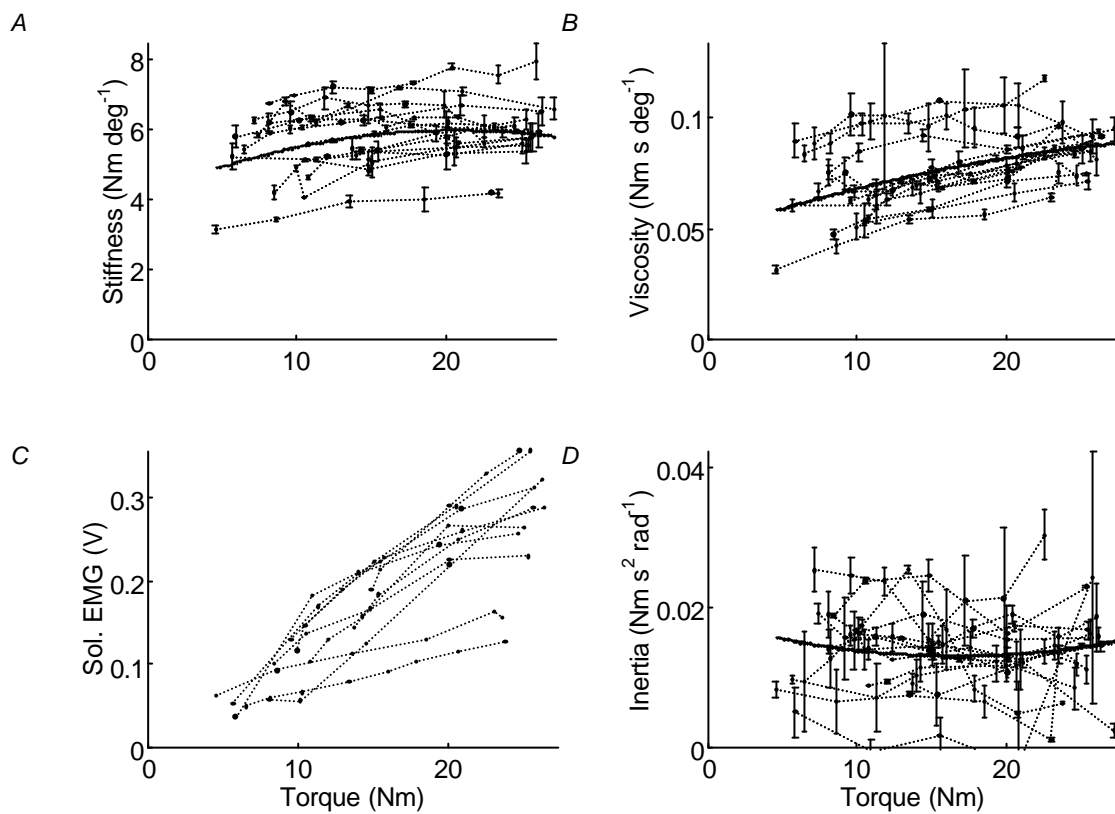 A
B
8
6
4
2
0
0
10
20
Stiffness (Nm deg⁻¹)
0.1
0.05
0
0
10
20
Viscosity (Nm s deg⁻¹)
C
D
0.3
0.2
0.1
0
0
10
20
Sol. EMG (V)
Torque (Nm)
0.04
0.02
0
0
10
20
Inertia (Nm s² rad⁻¹)
Torque (Nm)